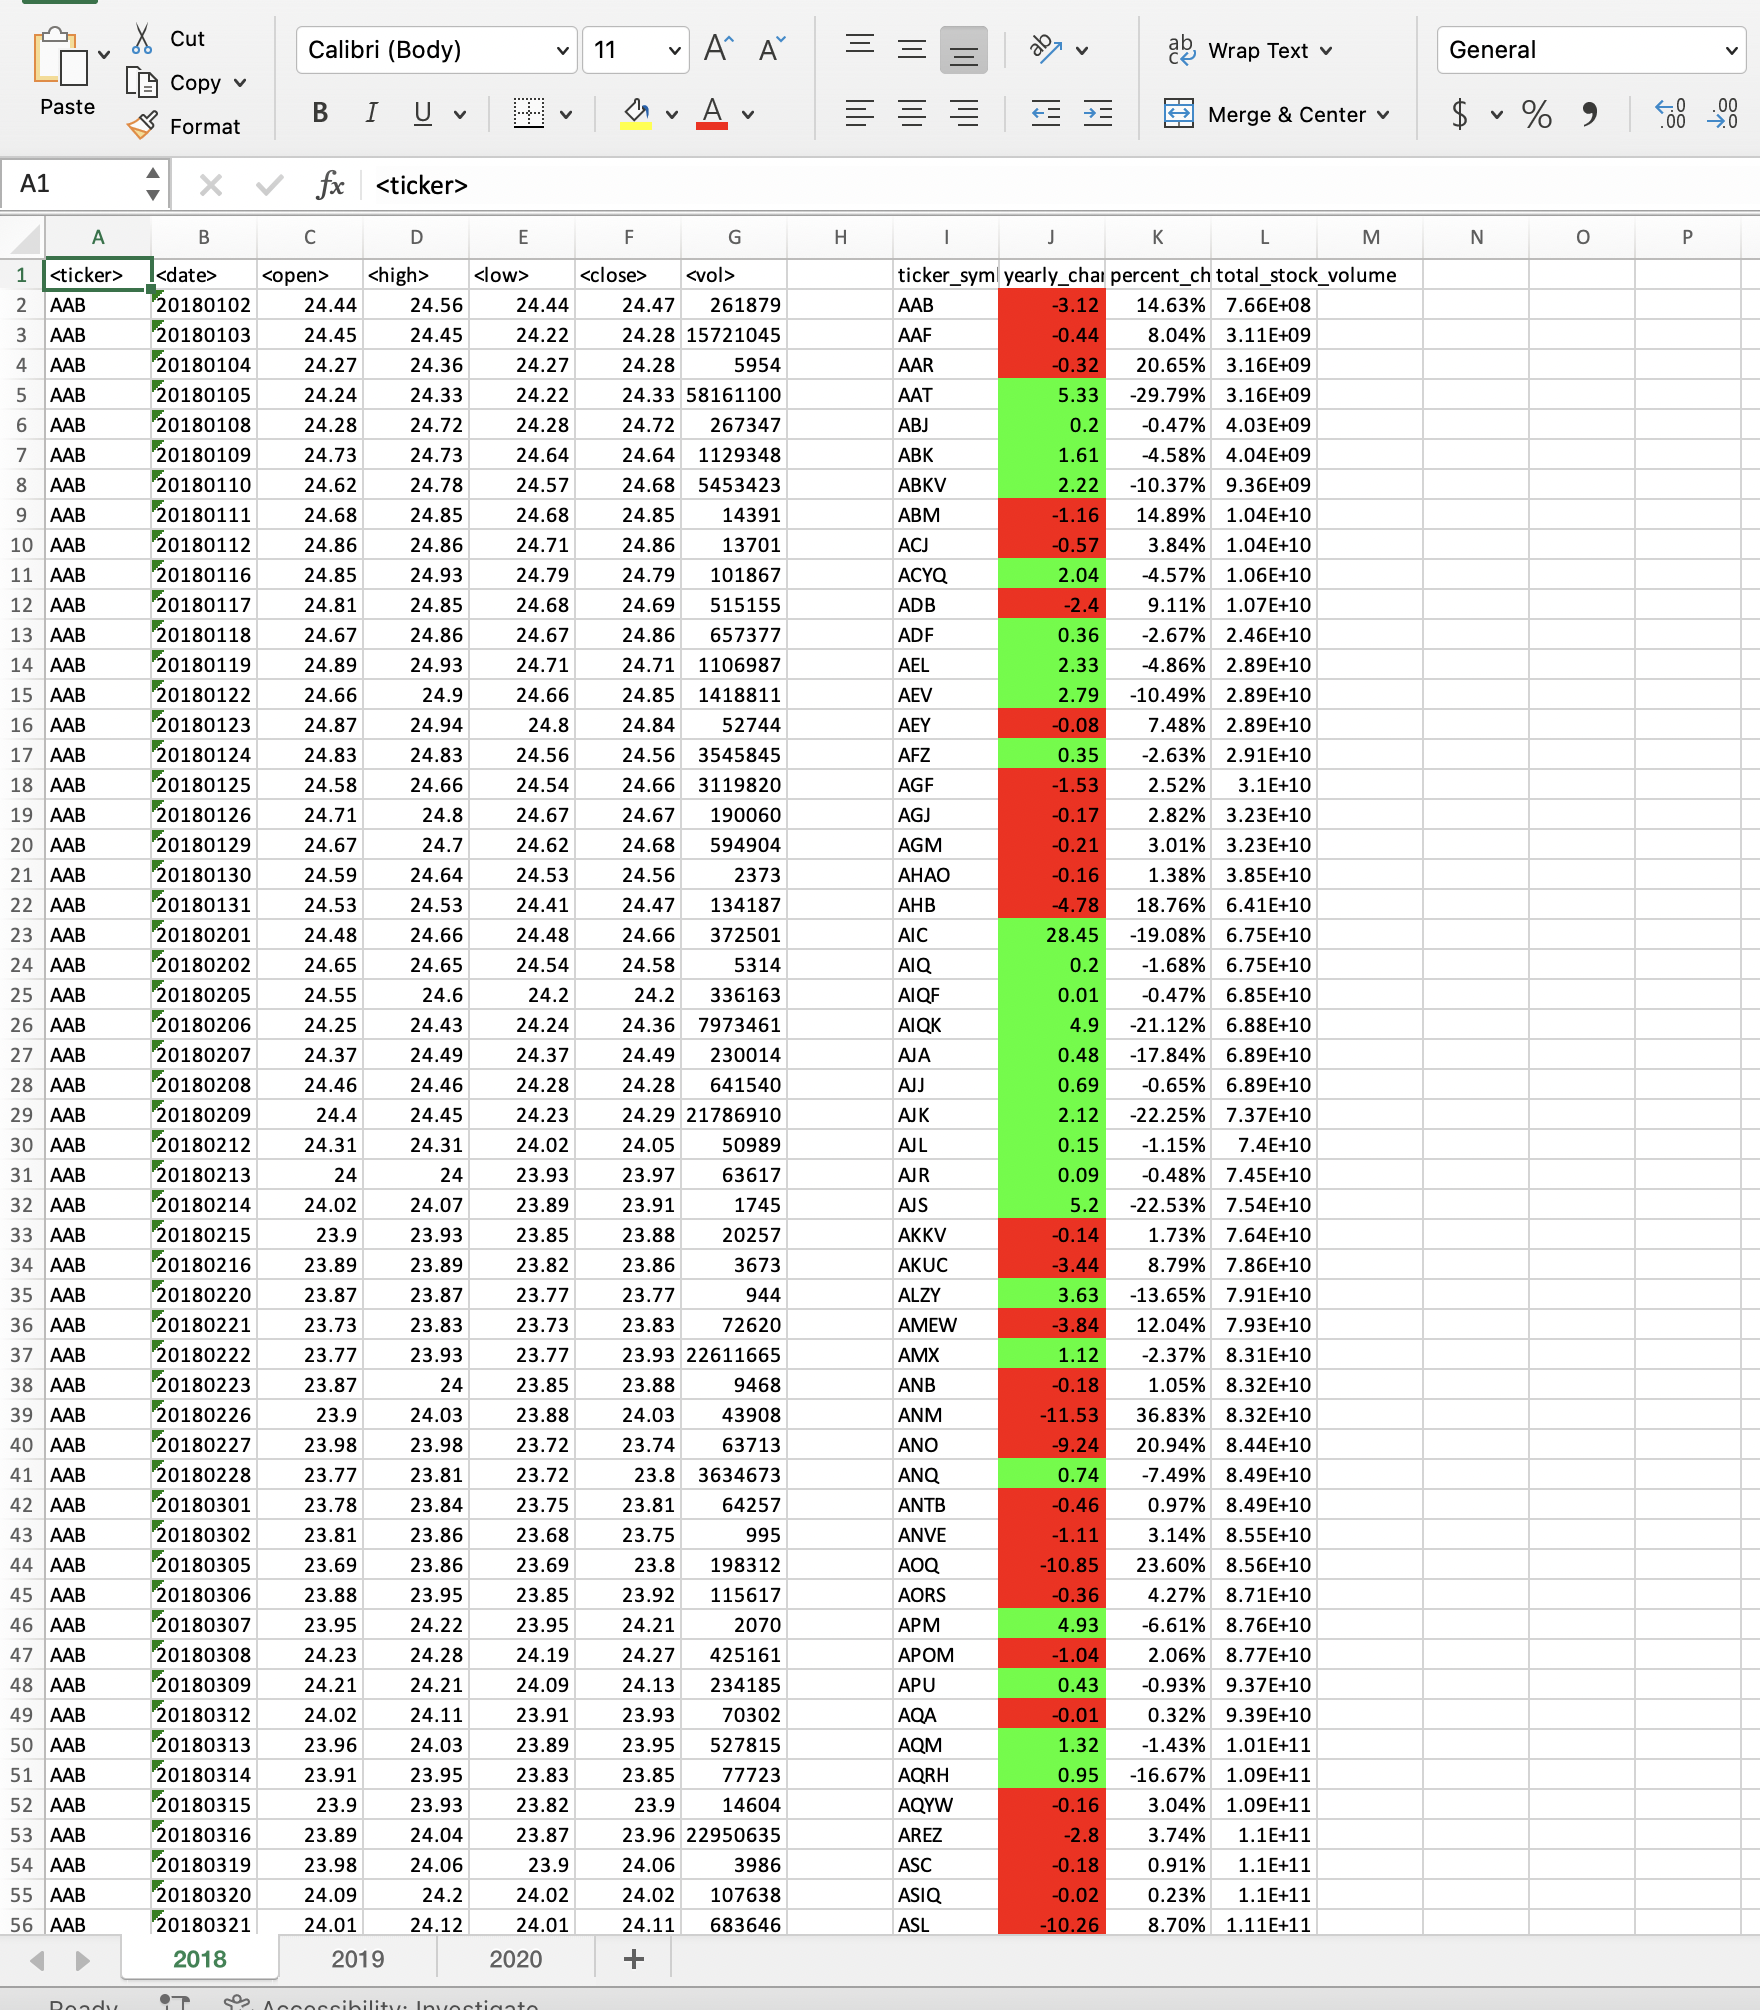 Paste
Cut
Copy
Format
Calibri (Body) 11
B I U A
ab Wrap Text
Merge & Center
General
$ %
A1 fx <ticker>
A B C D E F G H I J K L M N O P
1 <ticker> <date> <open> <high> <low> <close> <vol> ticker_syml yearly_char percent_ch total_stock_volume
2 AAB 20180102 24.44 24.56 24.44 24.47 261879 AAB -3.12 14.63% 7.66E+08
3 AAB 20180103 24.45 24.45 24.22 24.28 15721045 AAF -0.44 8.04% 3.11E+09
4 AAB 20180104 24.27 24.36 24.27 24.28 5954 AAR -0.32 20.65% 3.16E+09
5 AAB 20180105 24.24 24.33 24.22 24.33 58161100 AAT 5.33 -29.79% 3.16E+09
6 AAB 20180108 24.28 24.72 24.28 24.72 267347 ABJ 0.2 -0.47% 4.03E+09
7 AAB 20180109 24.73 24.73 24.64 24.64 1129348 ABK 1.61 -4.58% 4.04E+09
8 AAB 20180110 24.62 24.78 24.57 24.68 5453423 ABKV 2.22 -10.37% 9.36E+09
9 AAB 20180111 24.68 24.85 24.68 24.85 14391 ABM -1.16 14.89% 1.04E+10
10 AAB 20180112 24.86 24.86 24.71 24.86 13701 ACJ -0.57 3.84% 1.04E+10
11 AAB 20180116 24.85 24.93 24.79 24.79 101867 ACYQ 2.04 -4.57% 1.06E+10
12 AAB 20180117 24.81 24.85 24.68 24.69 515155 ADB -2.4 9.11% 1.07E+10
13 AAB 20180118 24.67 24.86 24.67 24.86 657377 ADF 0.36 -2.67% 2.46E+10
14 AAB 20180119 24.89 24.93 24.71 24.71 1106987 AEL 2.33 -4.86% 2.89E+10
15 AAB 20180122 24.66 24.9 24.66 24.85 1418811 AEV 2.79 -10.49% 2.89E+10
16 AAB 20180123 24.87 24.94 24.8 24.84 52744 AEY -0.08 7.48% 2.89E+10
17 AAB 20180124 24.83 24.83 24.56 24.56 3545845 AFZ 0.35 -2.63% 2.91E+10
18 AAB 20180125 24.58 24.66 24.54 24.66 3119820 AGF -1.53 2.52% 3.1E+10
19 AAB 20180126 24.71 24.8 24.67 24.67 190060 AGJ -0.17 2.82% 3.23E+10
20 AAB 20180129 24.67 24.7 24.62 24.68 594904 AGM -0.21 3.01% 3.23E+10
21 AAB 20180130 24.59 24.64 24.53 24.56 2373 AHAO -0.16 1.38% 3.85E+10
22 AAB 20180131 24.53 24.53 24.41 24.47 134187 AHB -4.78 18.76% 6.41E+10
23 AAB 20180201 24.48 24.66 24.48 24.66 372501 AIC 28.45 -19.08% 6.75E+10
24 AAB 20180202 24.65 24.65 24.54 24.58 5314 AIQ 0.2 -1.68% 6.75E+10
25 AAB 20180205 24.55 24.6 24.2 24.2 336163 AIQF 0.01 -0.47% 6.85E+10
26 AAB 20180206 24.25 24.43 24.24 24.36 7973461 AIQK 4.9 -21.12% 6.88E+10
27 AAB 20180207 24.37 24.49 24.37 24.49 230014 AJA 0.48 -17.84% 6.89E+10
28 AAB 20180208 24.46 24.46 24.28 24.28 641540 AJJ 0.69 -0.65% 6.89E+10
29 AAB 20180209 24.4 24.45 24.23 24.29 21786910 AJK 2.12 -22.25% 7.37E+10
30 AAB 20180212 24.31 24.31 24.02 24.05 50989 AJL 0.15 -1.15% 7.4E+10
31 AAB 20180213 24 24 23.93 23.97 63617 AJR 0.09 -0.48% 7.45E+10
32 AAB 20180214 24.02 24.07 23.89 23.91 1745 AJS 5.2 -22.53% 7.54E+10
33 AAB 20180215 23.9 23.93 23.85 23.88 20257 AKKV -0.14 1.73% 7.64E+10
34 AAB 20180216 23.89 23.89 23.82 23.86 3673 AKUC -3.44 8.79% 7.86E+10
35 AAB 20180220 23.87 23.87 23.77 23.77 944 ALZY 3.63 -13.65% 7.91E+10
36 AAB 20180221 23.73 23.83 23.73 23.83 72620 AMEW -3.84 12.04% 7.93E+10
37 AAB 20180222 23.77 23.93 23.77 23.93 22611665 AMX 1.12 -2.37% 8.31E+10
38 AAB 20180223 23.87 24 23.85 23.88 9468 ANB -0.18 1.05% 8.32E+10
39 AAB 20180226 23.9 24.03 23.88 24.03 43908 ANM -11.53 36.83% 8.32E+10
40 AAB 20180227 23.98 23.98 23.72 23.74 63713 ANO -9.24 20.94% 8.44E+10
41 AAB 20180228 23.77 23.81 23.72 23.8 3634673 ANQ 0.74 -7.49% 8.49E+10
42 AAB 20180301 23.78 23.84 23.75 23.81 64257 ANTB -0.46 0.97% 8.49E+10
43 AAB 20180302 23.81 23.86 23.68 23.75 995 ANVE -1.11 3.14% 8.55E+10
44 AAB 20180305 23.69 23.86 23.69 23.8 198312 AOQ -10.85 23.60% 8.56E+10
45 AAB 20180306 23.88 23.95 23.85 23.92 115617 AORS -0.36 4.27% 8.71E+10
46 AAB 20180307 23.95 24.22 23.95 24.21 2070 APM 4.93 -6.61% 8.76E+10
47 AAB 20180308 24.23 24.28 24.19 24.27 425161 APOM -1.04 2.06% 8.77E+10
48 AAB 20180309 24.21 24.21 24.09 24.13 234185 APU 0.43 -0.93% 9.37E+10
49 AAB 20180312 24.02 24.11 23.91 23.93 70302 AQA -0.01 0.32% 9.39E+10
50 AAB 20180313 23.96 24.03 23.89 23.95 527815 AQM 1.32 -1.43% 1.01E+11
51 AAB 20180314 23.91 23.95 23.83 23.85 77723 AQRH 0.95 -16.67% 1.09E+11
52 AAB 20180315 23.9 23.93 23.82 23.9 14604 AQYW -0.16 3.04% 1.09E+11
53 AAB 20180316 23.89 24.04 23.87 23.96 22950635 AREZ -2.8 3.74% 1.1E+11
54 AAB 20180319 23.98 24.06 23.9 24.06 3986 ASC -0.18 0.91% 1.1E+11
55 AAB 20180320 24.09 24.2 24.02 24.02 107638 ASIQ -0.02 0.23% 1.1E+11
56 AAB 20180321 24.01 24.12 24.01 24.11 683646 ASL -10.26 8.70% 1.11E+11
2018 2019 2020 +
Ready Accessibility: Investigate